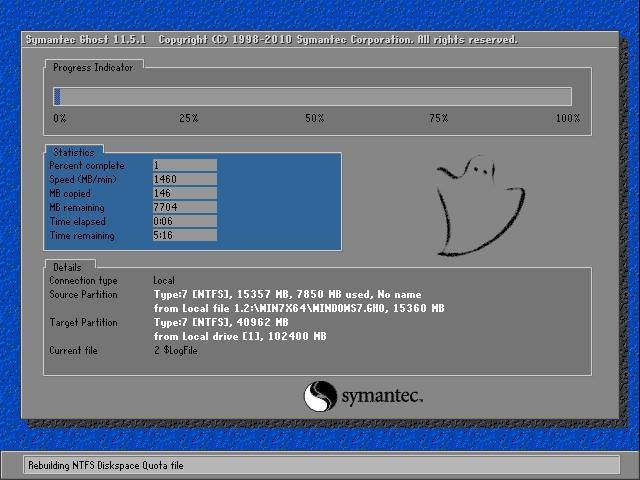 Symantec Ghost 11.5.1 Copyright (C) 1998-2010 Symantec Corporation. All rights reserved.
Progress Indicator
0% 25% 50% 75% 100%
Statistics
Percent complete 1
Speed (MB/min) 1460
MB copied 146
MB remaining 7704
Time elapsed 0:06
Time remaining 5:16
Details
Connection type Local
Source Partition Type:7 [NTFS], 15357 MB, 7850 MB used, No name
from Local file 1.2:\WIN7X64\WINDOWS7.GHO, 15360 MB
Target Partition Type:7 [NTFS], 40962 MB
from Local drive [1], 102400 MB
Current file 2 $LogFile
symantec.
Rebuilding NTFS Diskspace Quota file